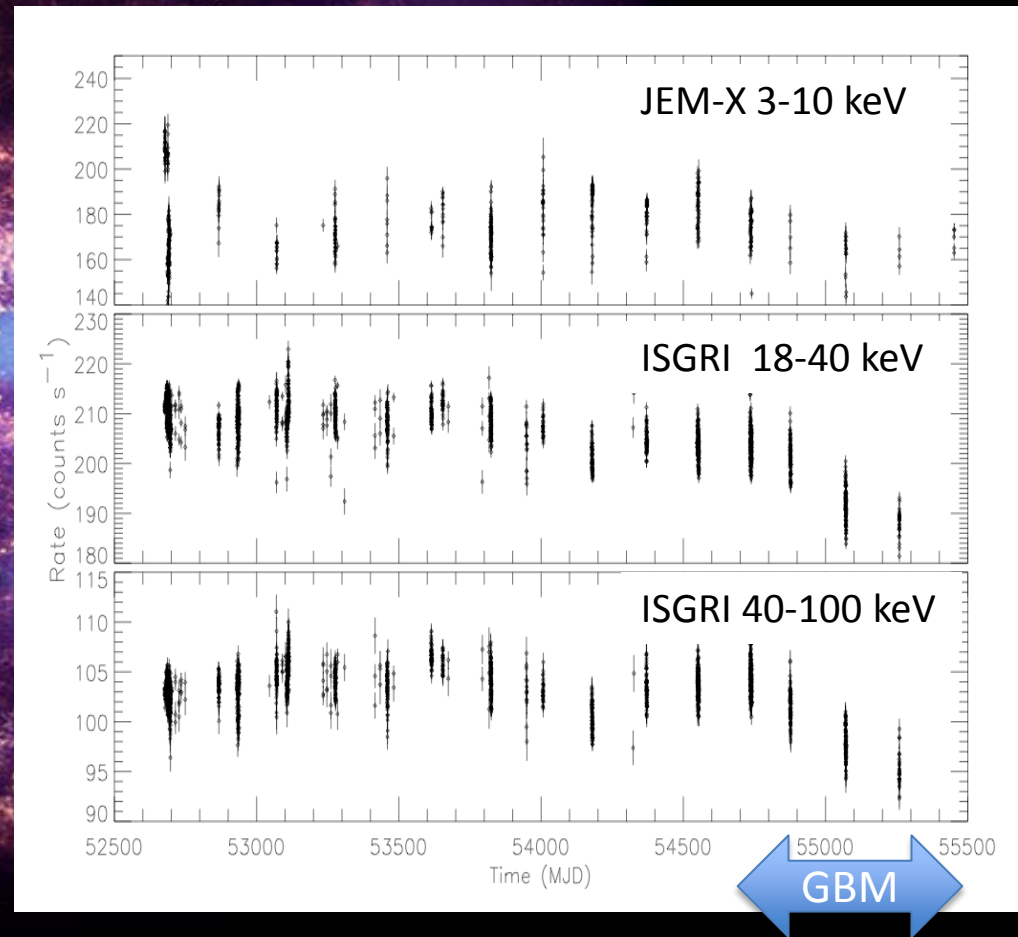 JEM-X 3-10 keV
240
220
200
180
160
140
ISGRI 18-40 keV
230
220
210
200
190
180
Rate (counts s⁻¹)
ISGRI 40-100 keV
115
110
105
100
95
90
52500 53000 53500 54000 54500 55000 55500
Time (MJD)
GBM